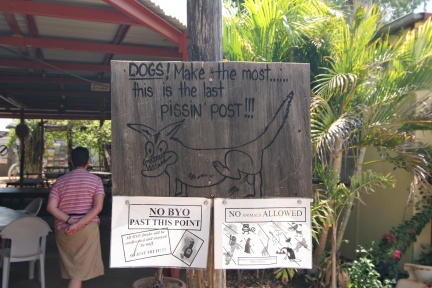 DOGS! Make the most......
this is the last
PISSIN' POST!!!
NO BYO
PAST THIS POINT
NO ANIMALS ALLOWED